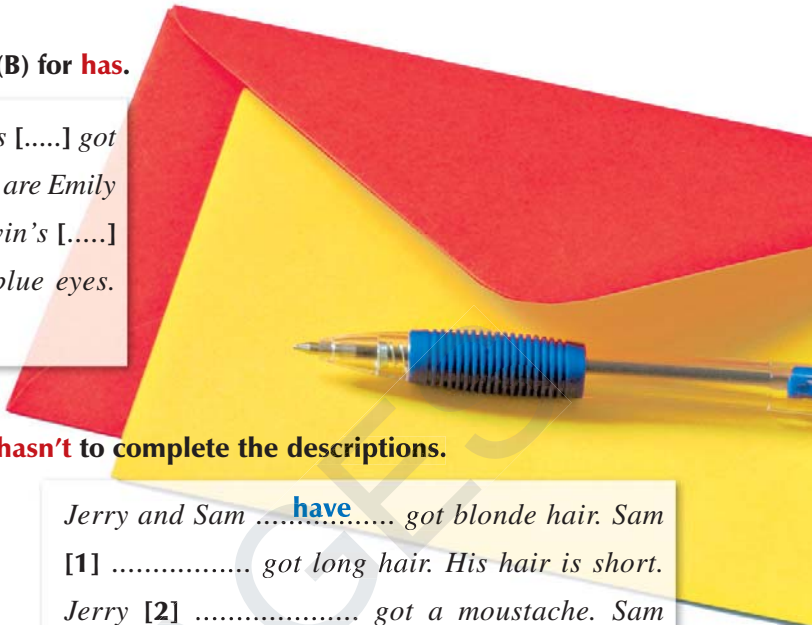 (B) for has.
s [.....] got
are Emily
vin's [.....]
blue eyes.
hasn't to complete the descriptions.
Jerry and Sam ......have...... got blonde hair. Sam
[1] ................. got long hair. His hair is short.
Jerry [2] .................... got a moustache. Sam